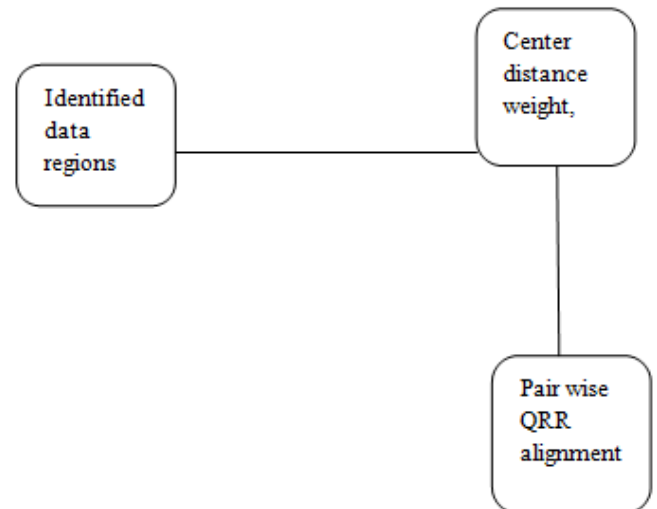 Identified
data
regions
Center
distance
weight,
Pair wise
QRR
alignment